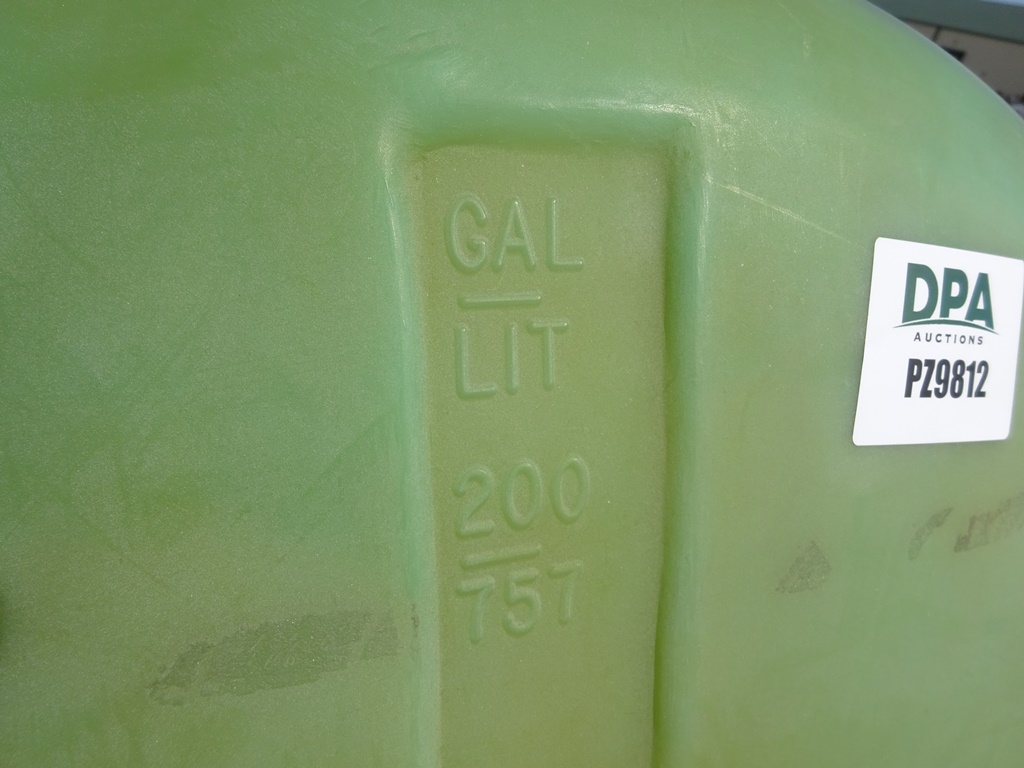 GAL
LIT
200
757
DPA
AUCTIONS
PZ9812